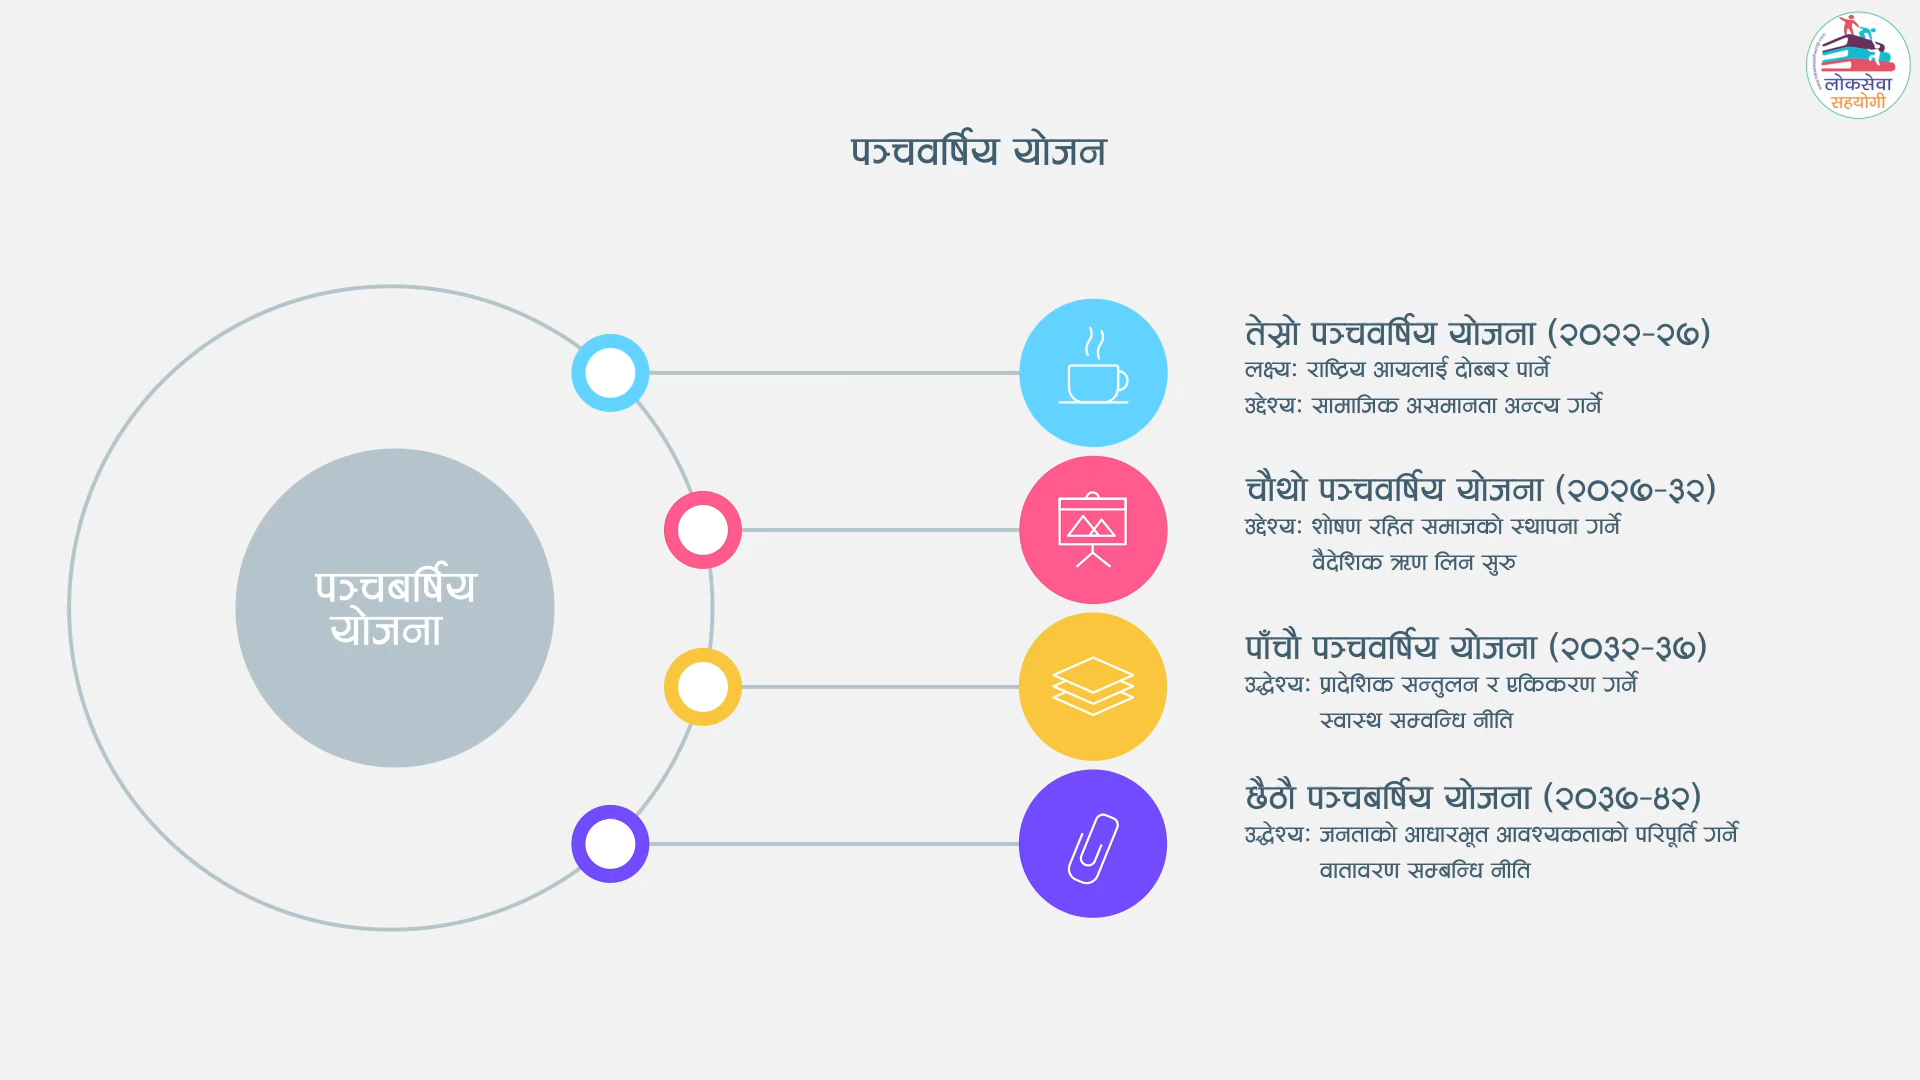 लोकसेवा
सहयोगी
पञ्चवर्षिय योजन
पञ्चबर्षिय
योजना
तेस्रो पञ्चवर्षिय योजना (२०२२-२७)
लक्ष्य: राष्ट्रिय आयलाई दोब्बर पार्ने
उद्देश्य: सामाजिक असमानता अन्त्य गर्ने
चौथो पञ्चवर्षिय योजना (२०२७-३२)
उद्देश्य: शोषण रहित समाजको स्थापना गर्ने
वैदेशिक ऋण लिन सुरु
पाँचौ पञ्चवर्षिय योजना (२०३२-३७)
उद्धेश्य: प्रादेशिक सन्तुलन र एकिकरण गर्ने
स्वास्थ सम्वन्धि नीति
छैठौ पञ्चबर्षिय योजना (२०३७-४२)
उद्धेश्य: जनताको आधारभूत आवश्यकताको परिपूर्ति गर्ने
वातावरण सम्बन्धि नीति